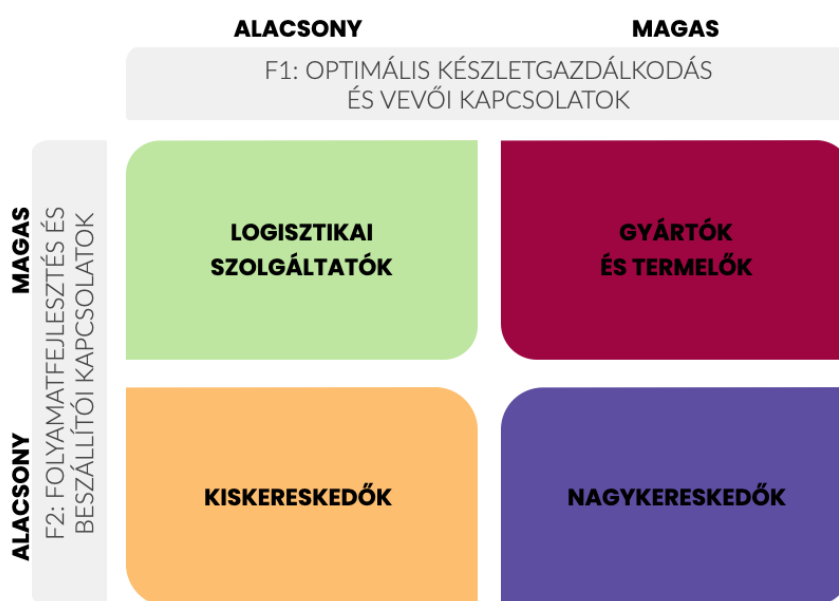 ALACSONY
MAGAS
F1: OPTIMÁLIS KÉSZLETGAZDÁLKODÁS
ÉS VEVŐI KAPCSOLATOK
MAGAS
ALACSONY
F2: FOLYAMATFEJLESZTÉS ÉS
BESZÁLLÍTÓI KAPCSOLATOK
LOGISZTIKAI
SZOLGÁLTATÓK
GYÁRTÓK
ÉS TERMELŐK
KISKERESKEDŐK
NAGYKERESKEDŐK